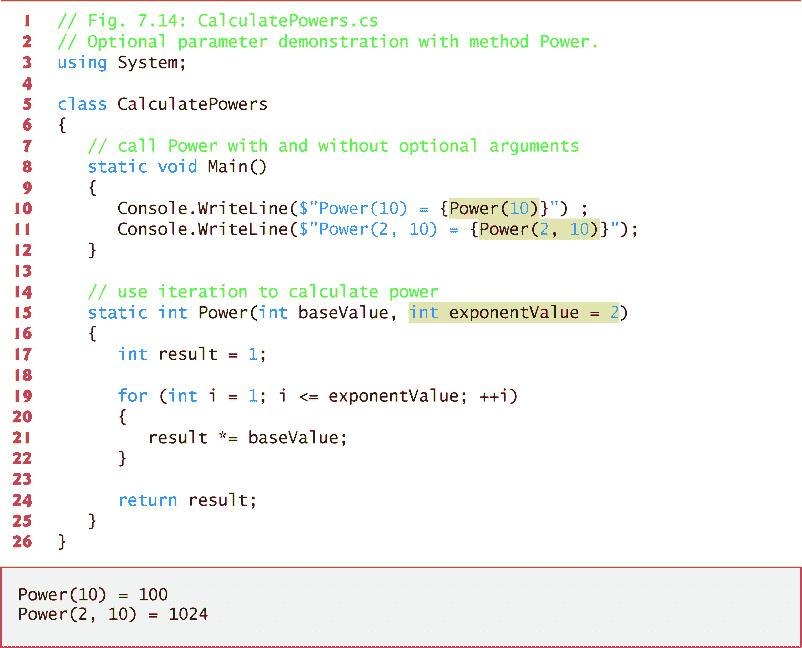 1 // Fig. 7.14: CalculatePowers.cs
2 // Optional parameter demonstration with method Power.
3 using System;
4
5 class CalculatePowers
6 {
7 // call Power with and without optional arguments
8 static void Main()
9 {
10 Console.WriteLine($"Power(10) = {Power(10)}") ;
11 Console.WriteLine($"Power(2, 10) = {Power(2, 10)}");
12 }
13
14 // use iteration to calculate power
15 static int Power(int baseValue, int exponentValue = 2)
16 {
17 int result = 1;
18
19 for (int i = 1; i <= exponentValue; ++i)
20 {
21 result *= baseValue;
22 }
23
24 return result;
25 }
26 }
Power(10) = 100
Power(2, 10) = 1024